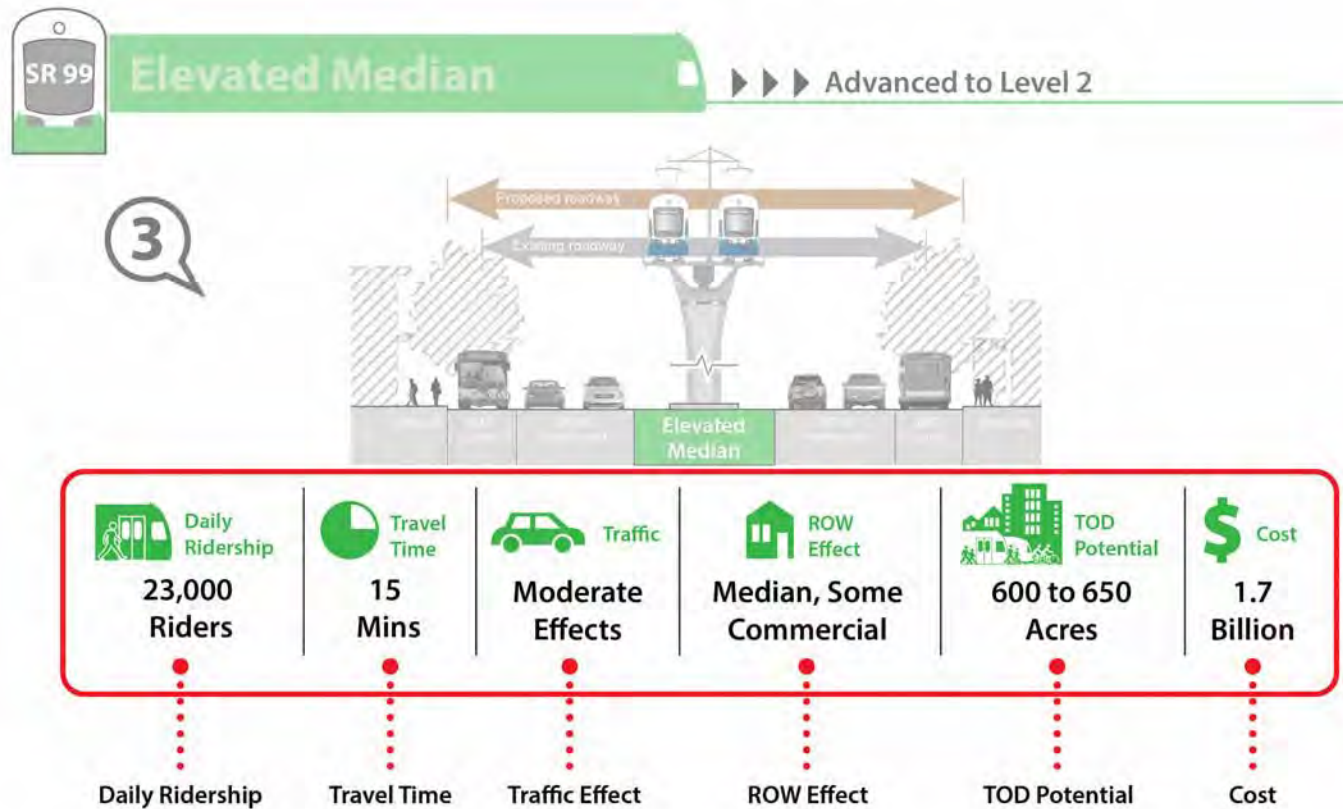 SR 99
Elevated Median
Advanced to Level 2
3
Proposed roadway
Existing roadway
Elevated
Median
Daily
Ridership
23,000
Riders
Travel
Time
15
Mins
Traffic
Moderate
Effects
ROW
Effect
Median, Some
Commercial
TOD
Potential
600 to 650
Acres
$
Cost
1.7
Billion
Daily Ridership
Travel Time
Traffic Effect
ROW Effect
TOD Potential
Cost